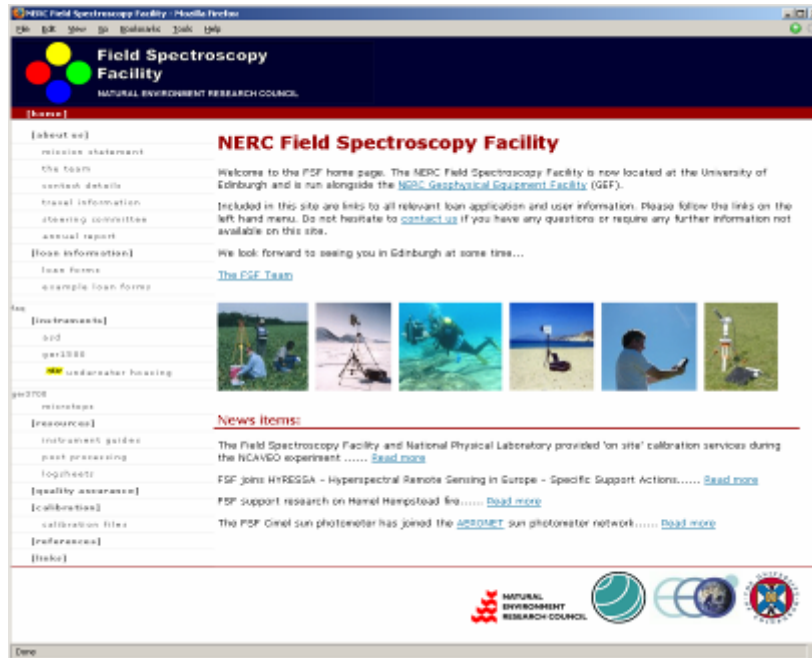 NERC Field Spectroscopy Facility - Mozilla Firefox
File Edit View Go Bookmarks Tools Help
Field Spectroscopy
Facility
NATURAL ENVIRONMENT RESEARCH COUNCIL
[home]
[about us]
mission statement
the team
contact details
travel information
steering committee
annual report
[loan information]
loan forms
example loan forms
faq
[instruments]
asd
ger1500
new underwater housing
ger3700
microtops
[resources]
instrument guides
post processing
logsheets
[quality assurance]
[calibration]
calibration files
[references]
[links]
NERC Field Spectroscopy Facility
Welcome to the FSF home page. The NERC Field Spectroscopy Facility is now located at the University of
Edinburgh and is run alongside the NERC Geophysical Equipment Facility (GEF).
Included in this site are links to all relevant loan application and user information. Please follow the links on the
left hand menu. Do not hesitate to contact us if you have any questions or require any further information not
available on this site.
We look forward to seeing you in Edinburgh at some time...
The FSF Team
News items:
The Field Spectroscopy Facility and National Physical Laboratory provided 'on site' calibration services during
the NCAVEO experiment ...... Read more
FSF joins HYRESSA - Hyperspectral Remote Sensing in Europe - Specific Support Actions...... Read more
FSF support research on Hemel Hempstead fire...... Read more
The FSF Cimel sun photometer has joined the AERONET sun photometer network...... Read more
NATURAL
ENVIRONMENT
RESEARCH COUNCIL
Done